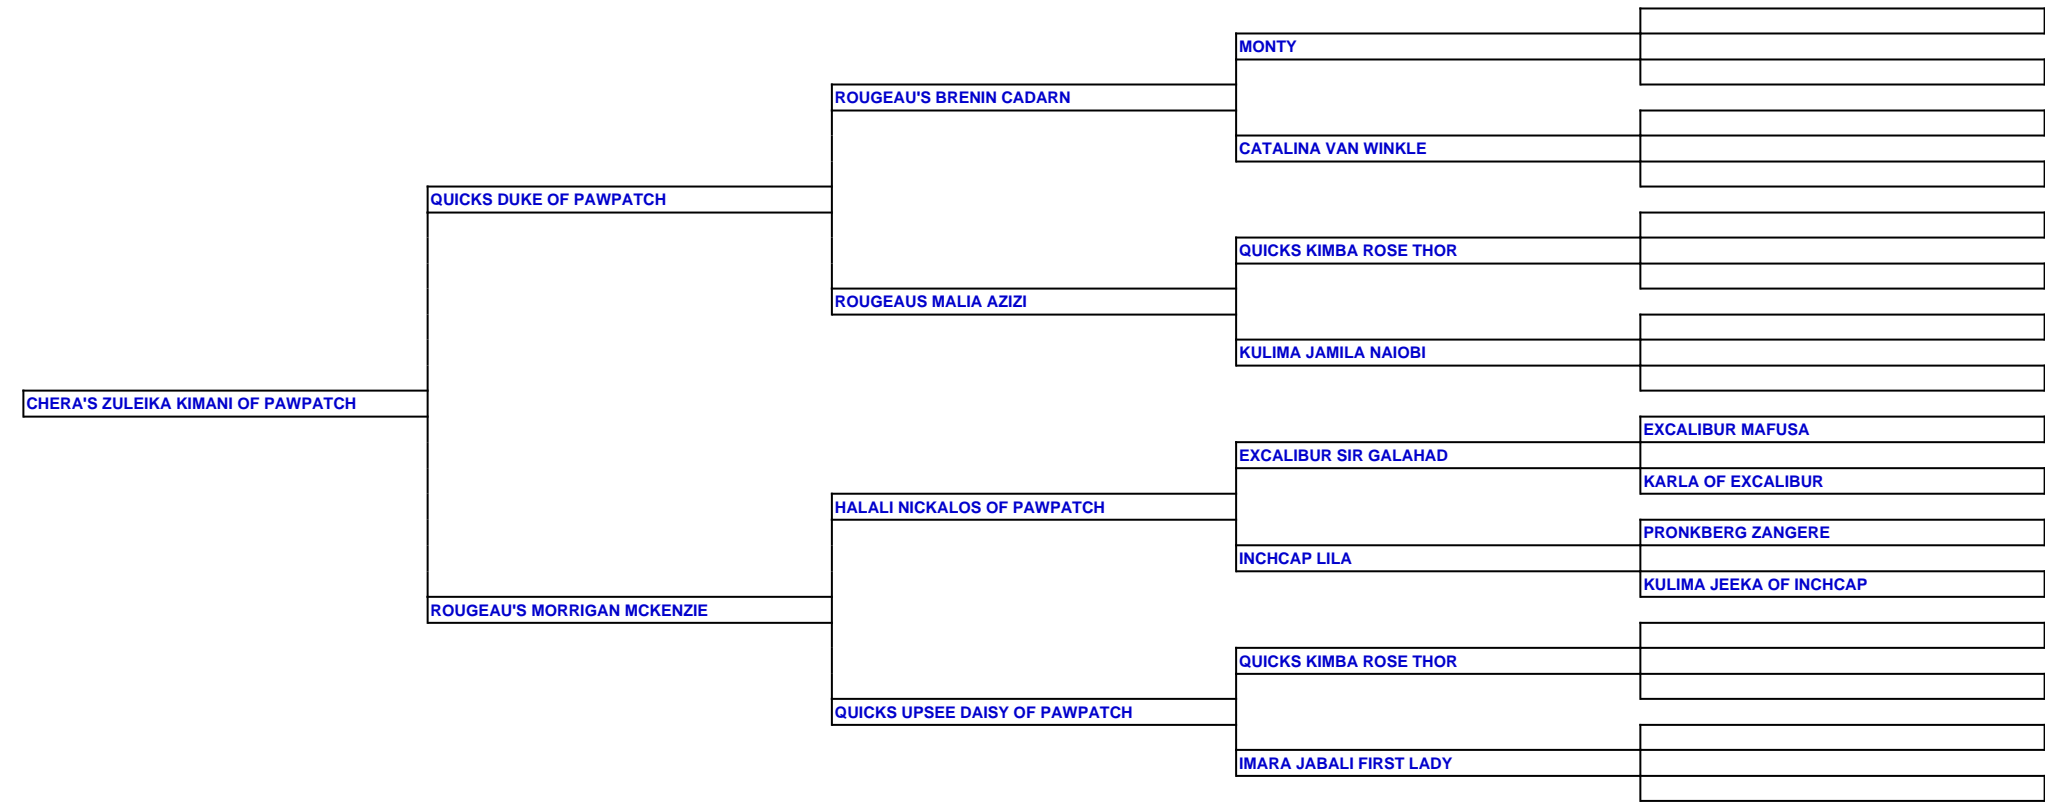 MONTY
ROUGEAU'S BRENIN CADARN
CATALINA VAN WINKLE
QUICKS DUKE OF PAWPATCH
QUICKS KIMBA ROSE THOR
ROUGEAUS MALIA AZIZI
KULIMA JAMILA NAIOBI
CHERA'S ZULEIKA KIMANI OF PAWPATCH
EXCALIBUR MAFUSA
EXCALIBUR SIR GALAHAD
KARLA OF EXCALIBUR
HALALI NICKALOS OF PAWPATCH
PRONKBERG ZANGERE
INCHCAP LILA
KULIMA JEEKA OF INCHCAP
ROUGEAU'S MORRIGAN MCKENZIE
QUICKS KIMBA ROSE THOR
QUICKS UPSEE DAISY OF PAWPATCH
IMARA JABALI FIRST LADY